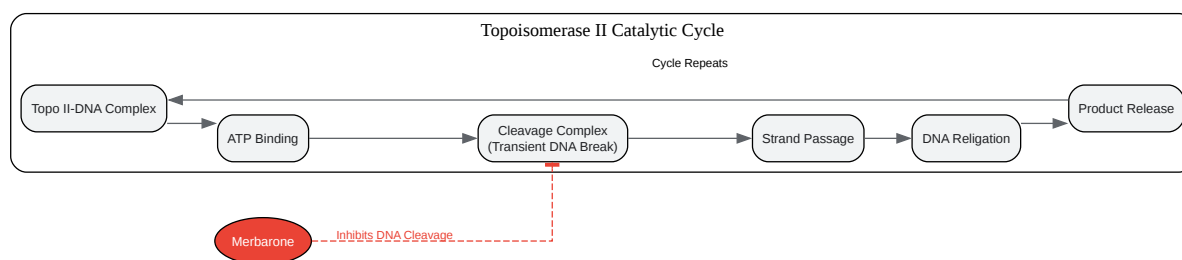 Topoisomerase II Catalytic Cycle
Cycle Repeats
Topo II-DNA Complex
ATP Binding
Cleavage Complex
(Transient DNA Break)
Strand Passage
DNA Religation
Product Release
Merbarone
Inhibits DNA Cleavage